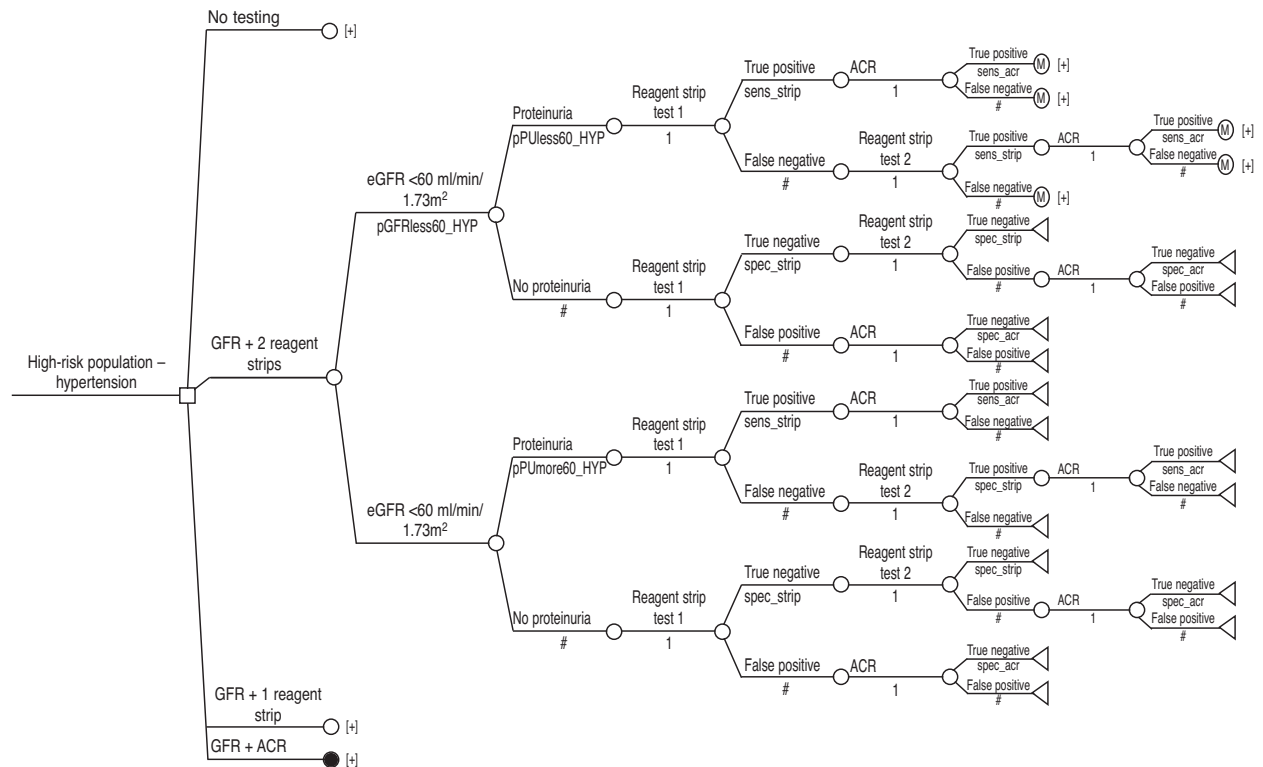 No testing
[+]
High-risk population –
hypertension
GFR + 2 reagent
strips
eGFR <60 ml/min/
1.73m²
pGFRless60_HYP
Proteinuria
pPUless60_HYP
Reagent strip
test 1
1
True positive
sens_strip
ACR
1
True positive
sens_acr
M [+]
False negative
#
M [+]
False negative
#
Reagent strip
test 2
1
True positive
sens_strip
ACR
1
True positive
sens_acr
M [+]
False negative
#
M [+]
False negative
#
M [+]
No proteinuria
#
Reagent strip
test 1
1
True negative
spec_strip
Reagent strip
test 2
1
True negative
spec_strip
False positive
#
ACR
1
True negative
spec_acr
False positive
#
False positive
#
ACR
1
True negative
spec_acr
False positive
#
eGFR <60 ml/min/
1.73m²
Proteinuria
pPUmore60_HYP
Reagent strip
test 1
1
True positive
sens_strip
ACR
1
True positive
sens_acr
False negative
#
False negative
#
Reagent strip
test 2
1
True positive
spec_strip
ACR
1
True positive
sens_acr
False negative
#
False negative
#
No proteinuria
#
Reagent strip
test 1
1
True negative
spec_strip
Reagent strip
test 2
1
True negative
spec_strip
False positive
#
ACR
1
True negative
spec_acr
False positive
#
False positive
#
ACR
1
True negative
spec_acr
False positive
#
GFR + 1 reagent
strip
[+]
GFR + ACR
[+]